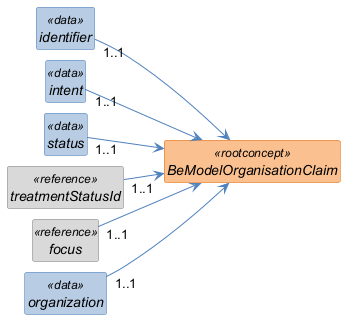 «data»
identifier
1..1
«data»
intent
1..1
«data»
status
1..1
«rootconcept»
BeModelOrganisationClaim
«reference»
treatmentStatusId
1..1
«reference»
focus
1..1
«data»
organization
1..1